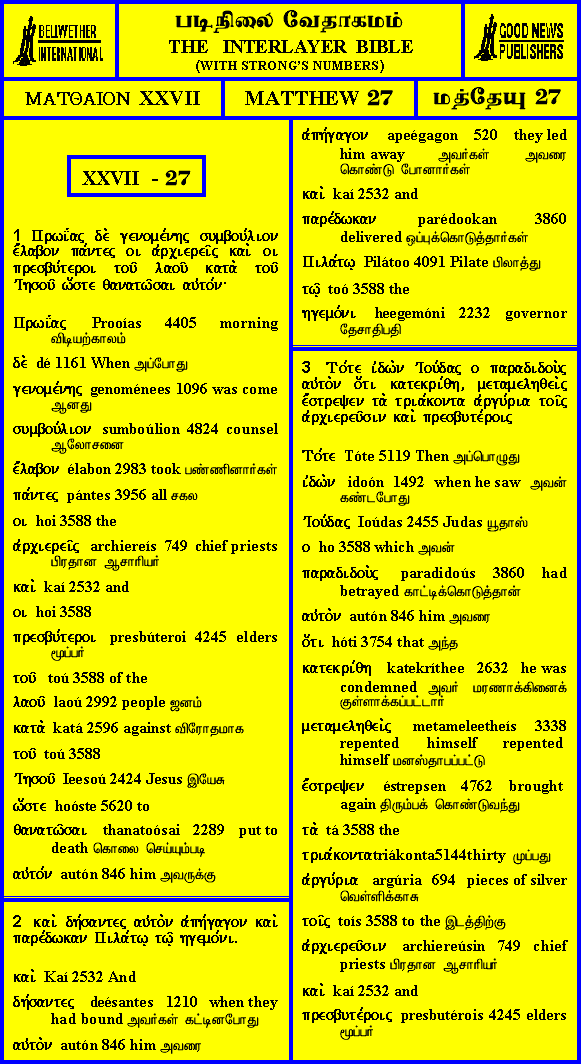 BELLWETHER
INTERNATIONAL
படிநிலை வேதாகமம்
THE INTERLAYER BIBLE
(WITH STRONG'S NUMBERS)
GOOD NEWS
PUBLISHERS
ΜΑΤΘΑΙΟΝ XXVII
MATTHEW 27
மத்தேயு 27
XXVII - 27
1 Πρωΐας δὲ γενομένης συμβούλιον
ἔλαβον πάντες οι ἀρχιερεῖς καὶ οι
πρεσβύτεροι τοῦ λαοῦ κατὰ τοῦ
Ἰησοῦ ὥστε θανατῶσαι αὐτόν·
Πρωΐας Prooías 4405 morning
விடியற்காலம்
δὲ dé 1161 When அப்போது
γενομένης genoménees 1096 was come
ஆனது
συμβούλιον sumboúlion 4824 counsel
ஆலோசனை
ἔλαβον élabon 2983 took பண்ணினார்கள்
πάντες pántes 3956 all சகல
οι hoi 3588 the
ἀρχιερεῖς archiereís 749 chief priests
பிரதான ஆசாரியர்
καὶ kaí 2532 and
οι hoi 3588
πρεσβύτεροι presbúteroi 4245 elders
மூப்பர்
τοῦ toú 3588 of the
λαοῦ laoú 2992 people ஜனம்
κατὰ katá 2596 against விரோதமாக
τοῦ toú 3588
Ἰησοῦ Ieesoú 2424 Jesus இயேசு
ὥστε hoóste 5620 to
θανατῶσαι thanatoósai 2289 put to
death கொலை செய்யும்படி
αὐτόν autón 846 him அவருக்கு
2 καὶ δήσαντες αὐτὸν ἀπήγαγον καὶ
παρέδωκαν Πιλάτῳ τῷ ηγεμόνι.
καὶ Kaí 2532 And
δήσαντες deésantes 1210 when they
had bound அவர்கள் கட்டினபோது
αὐτὸν autón 846 him அவரை
ἀπήγαγον apeégagon 520 they led
him away அவர்கள் அவரை
கொண்டு போனார்கள்
καὶ kaí 2532 and
παρέδωκαν parédookan 3860
delivered ஒப்புக்கொடுத்தார்கள்
Πιλάτῳ Pilátoo 4091 Pilate பிலாத்து
τῷ toó 3588 the
ηγεμόνι heegemóni 2232 governor
தேசாதிபதி
3 Τότε ἰδὼν Ἰούδας ο παραδιδοὺς
αὐτὸν ὅτι κατεκρίθη, μεταμεληθεὶς
ἔστρεψεν τὰ τριάκοντα ἀργύρια τοῖς
ἀρχιερεῦσιν καὶ πρεσβυτέροις
Τότε Tóte 5119 Then அப்பொழுது
ἰδὼν idoón 1492 when he saw அவன்
கண்டபோது
Ἰούδας Ioúdas 2455 Judas யூதாஸ்
ο ho 3588 which அவன்
παραδιδοὺς paradidoús 3860 had
betrayed காட்டிக்கொடுத்தான்
αὐτὸν autón 846 him அவரை
ὅτι hóti 3754 that அந்த
κατεκρίθη katekríthee 2632 he was
condemned அவர் மரணாக்கினைக்
குள்ளாக்கப்பட்டார்
μεταμεληθεὶς metameleetheís 3338
repented himself repented
himself மனஸ்தாபப்பட்டு
ἔστρεψεν éstrepsen 4762 brought
again திரும்பக் கொண்டுவந்து
τὰ tá 3588 the
τριάκονταtriákonta5144thirty முப்பது
ἀργύρια argúria 694 pieces of silver
வெள்ளிக்காசு
τοῖς toís 3588 to the இடத்திற்கு
ἀρχιερεῦσιν archiereúsin 749 chief
priests பிரதான ஆசாரியர்
καὶ kaí 2532 and
πρεσβυτέροις presbutérois 4245 elders
மூப்பர்